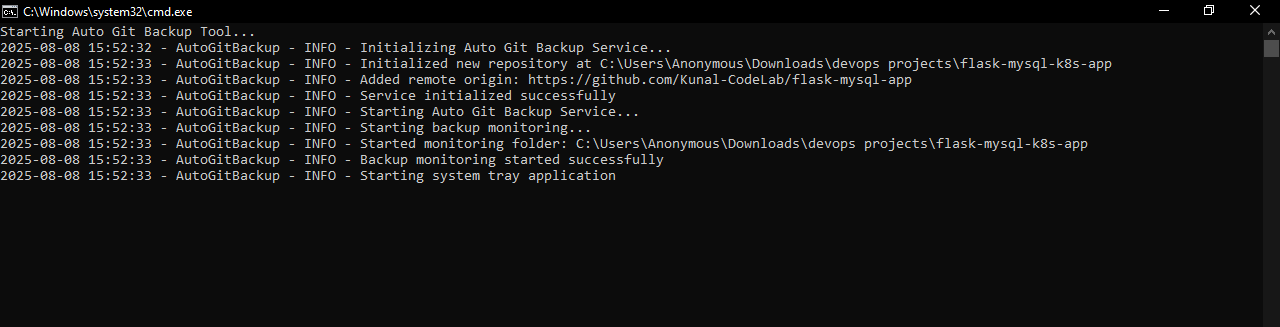 C:\Windows\system32\cmd.exe
Starting Auto Git Backup Tool...
2025-08-08 15:52:32 - AutoGitBackup - INFO - Initializing Auto Git Backup Service...
2025-08-08 15:52:33 - AutoGitBackup - INFO - Initialized new repository at C:\Users\Anonymous\Downloads\devops projects\flask-mysql-k8s-app
2025-08-08 15:52:33 - AutoGitBackup - INFO - Added remote origin: https://github.com/Kunal-CodeLab/flask-mysql-app
2025-08-08 15:52:33 - AutoGitBackup - INFO - Service initialized successfully
2025-08-08 15:52:33 - AutoGitBackup - INFO - Starting Auto Git Backup Service...
2025-08-08 15:52:33 - AutoGitBackup - INFO - Starting backup monitoring...
2025-08-08 15:52:33 - AutoGitBackup - INFO - Started monitoring folder: C:\Users\Anonymous\Downloads\devops projects\flask-mysql-k8s-app
2025-08-08 15:52:33 - AutoGitBackup - INFO - Backup monitoring started successfully
2025-08-08 15:52:33 - AutoGitBackup - INFO - Starting system tray application